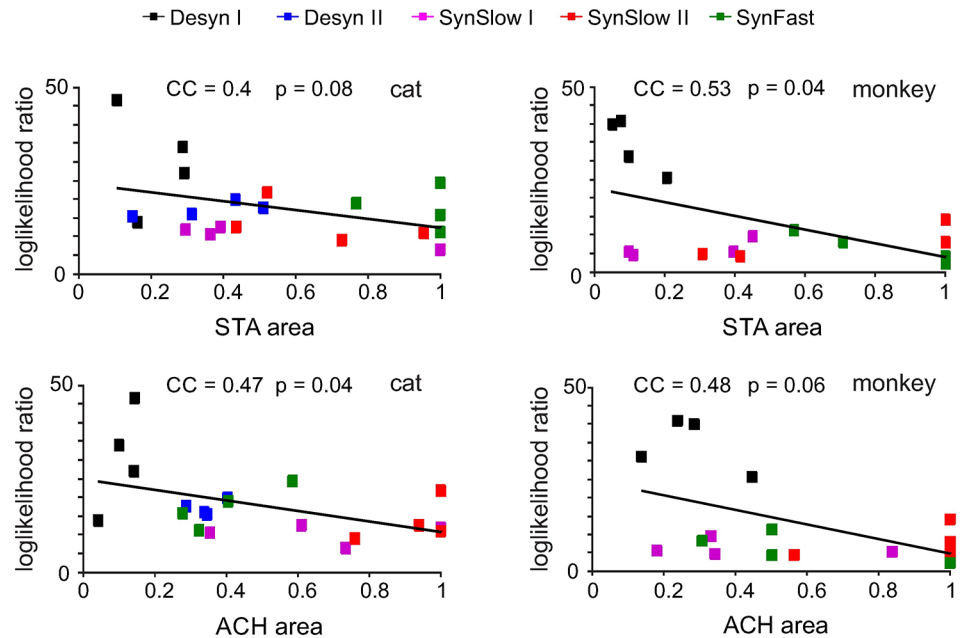 Desyn I Desyn II SynSlow I SynSlow II SynFast
CC = 0.4 p = 0.08 cat
loglikelihood ratio
50
0
0.2 0.4 0.6 0.8 1
STA area
CC = 0.53 p = 0.04 monkey
loglikelihood ratio
50
0
0 0.2 0.4 0.6 0.8 1
STA area
CC = 0.47 p = 0.04 cat
loglikelihood ratio
50
0
0 0.2 0.4 0.6 0.8 1
ACH area
CC = 0.48 p = 0.06 monkey
loglikelihood ratio
50
0
0 0.2 0.4 0.6 0.8 1
ACH area